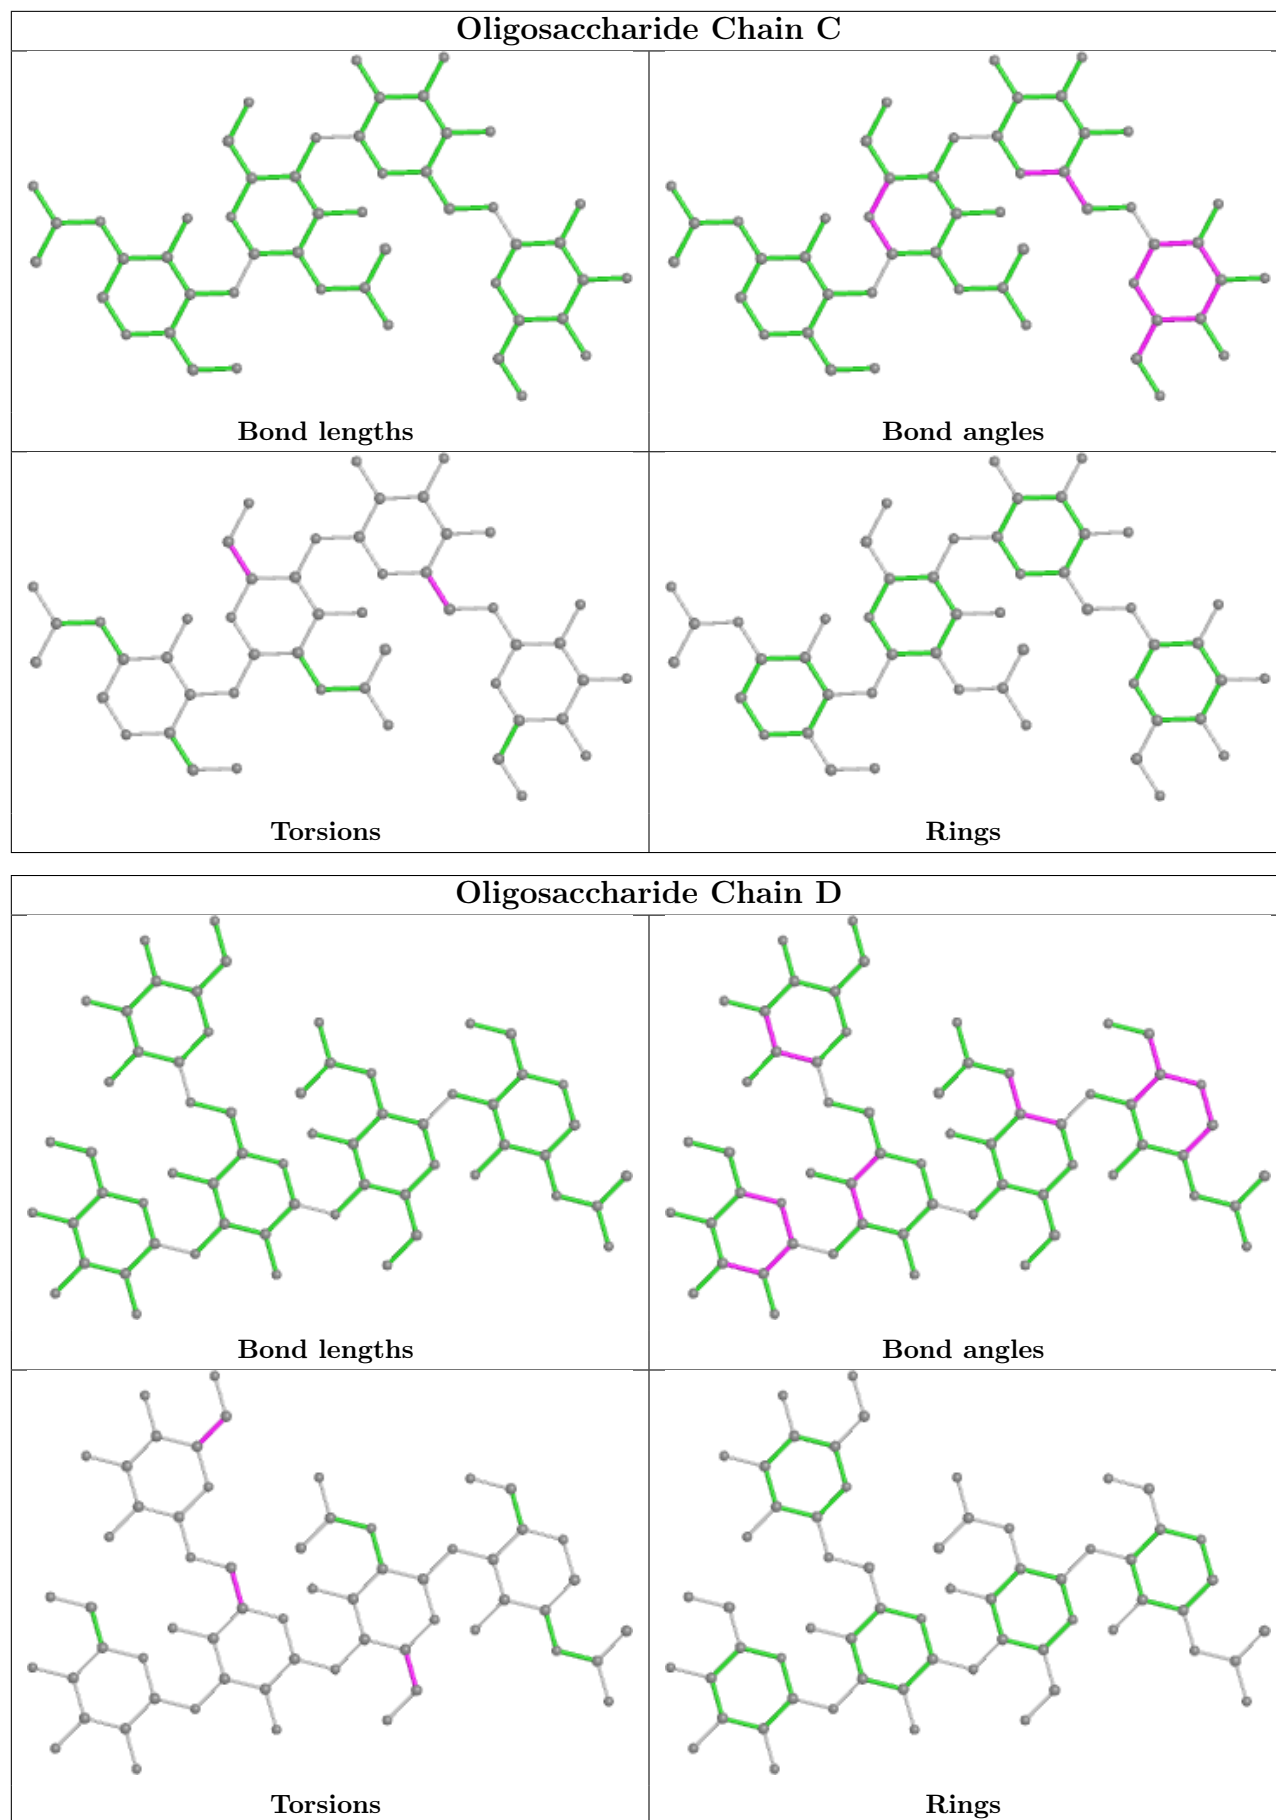 Oligosaccharide Chain C
Bond lengths
Bond angles
Torsions
Rings
Oligosaccharide Chain D
Bond lengths
Bond angles
Torsions
Rings